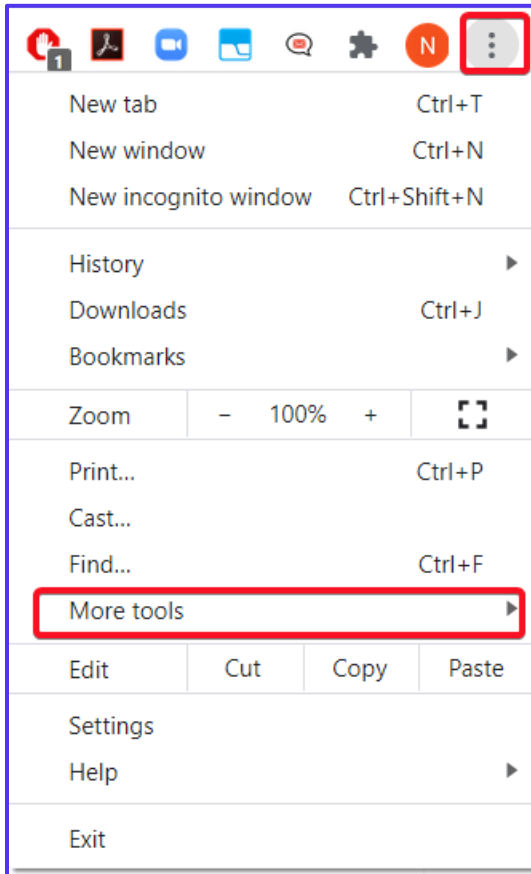 1 N
New tab Ctrl+T
New window Ctrl+N
New incognito window Ctrl+Shift+N
History
Downloads Ctrl+J
Bookmarks
Zoom – 100% +
Print... Ctrl+P
Cast...
Find... Ctrl+F
More tools
Edit Cut Copy Paste
Settings
Help
Exit